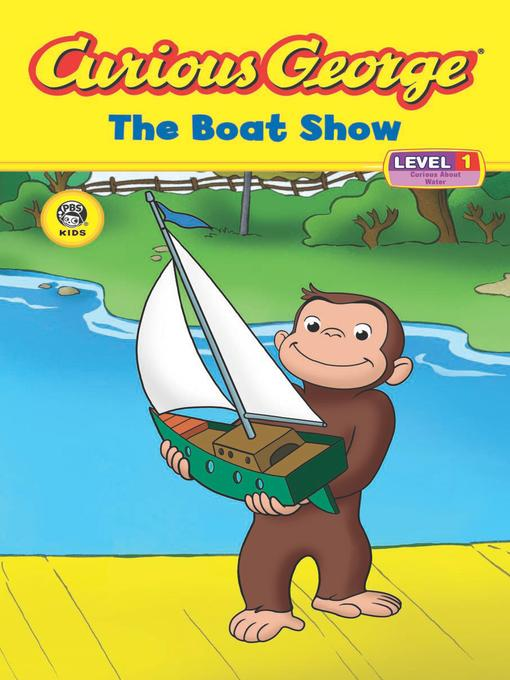 Curious George®
The Boat Show
LEVEL 1
Curious About
Water
PBS
KIDS